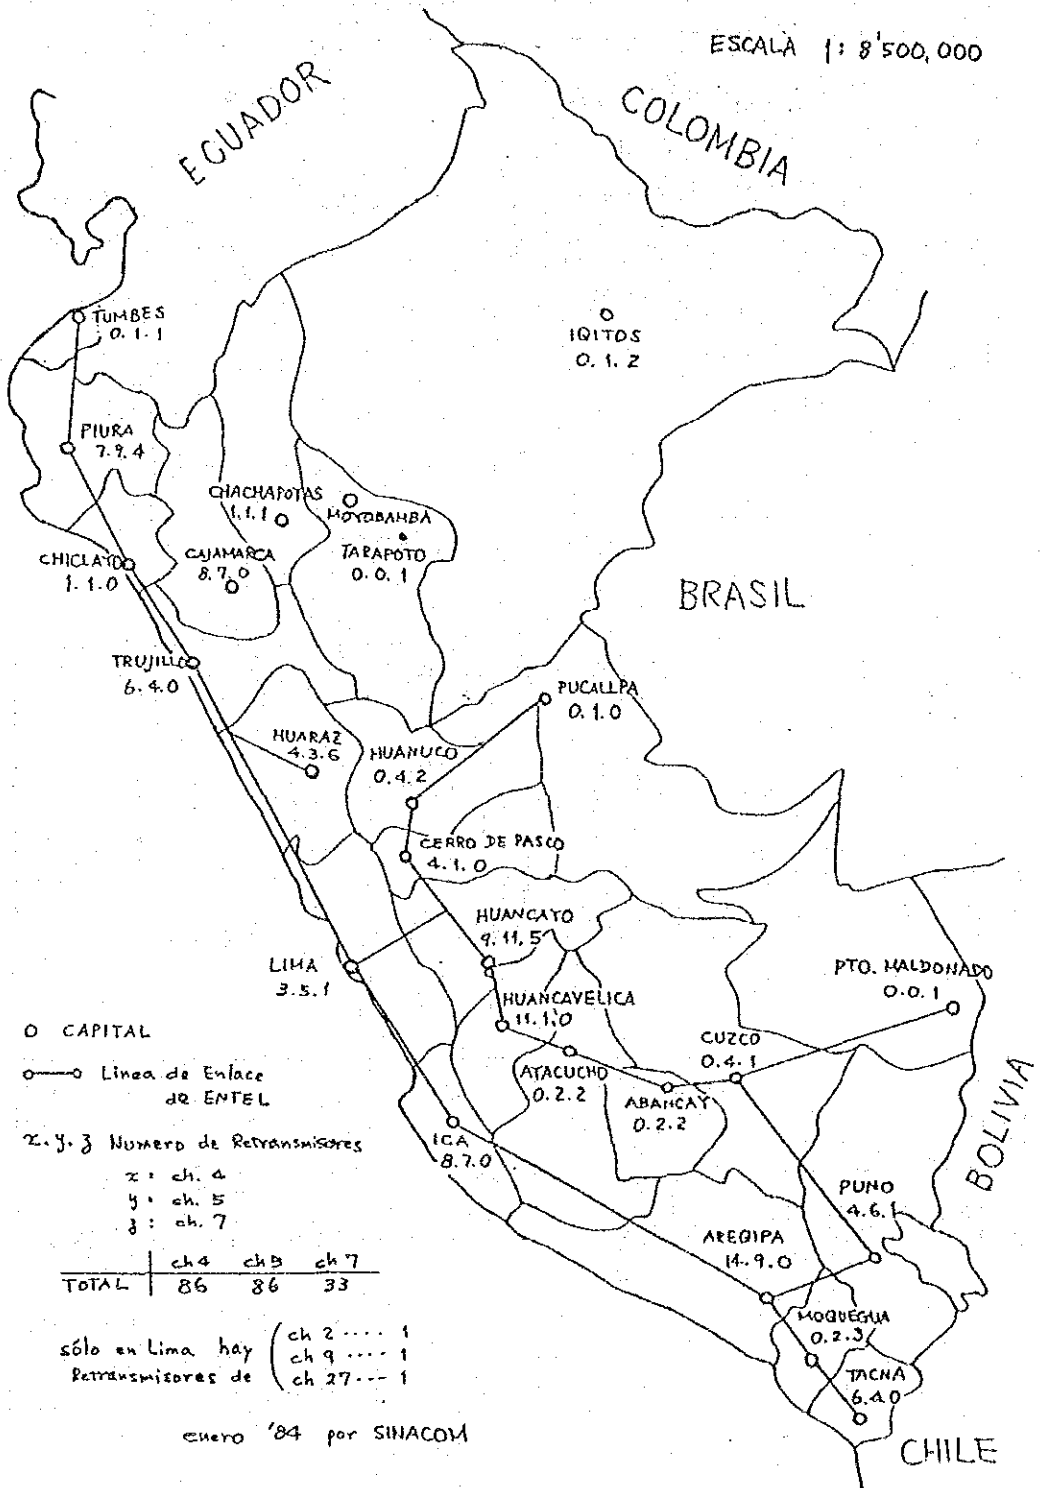 ESCALA 1: 8'500,000
ECUADOR
COLOMBIA
TUMBES
0.1.1
IQITOS
0.1.2
PIURA
7.9.4
CHACHAPOYAS
1.1.1
MOYOBAMBA
CHICLAYO
1.1.0
CAJAMARCA
8.7.0
TARAPOTO
0.0.1
BRASIL
TRUJILLO
6.4.0
PUCALLPA
0.1.0
HUARAZ
4.3.6
HUANUCO
0.4.2
CERRO DE PASCO
4.1.0
HUANCAYO
9.11.5
LIMA
3.5.1
PTO. MALDONADO
0.0.1
HUANCAVELICA
11.1.0
CUZCO
0.4.1
AYACUCHO
0.2.2
ABANCAY
0.2.2
BOLIVIA
ICA
8.7.0
PUNO
4.6.1
AREQIPA
14.9.0
MOQUEGUA
0.2.3
TACNA
6.4.0
CHILE
O CAPITAL
O—O Linea de Enlace
de ENTEL
x.y.z Numero de Retransmisores
x: ch. 4
y: ch. 5
z: ch. 7
ch4 ch5 ch7
TOTAL 86 86 33
sólo en Lima hay
Retransmisores de
ch 2 .... 1
ch 9 .... 1
ch 27 --- 1
enero '84 por SINACOM